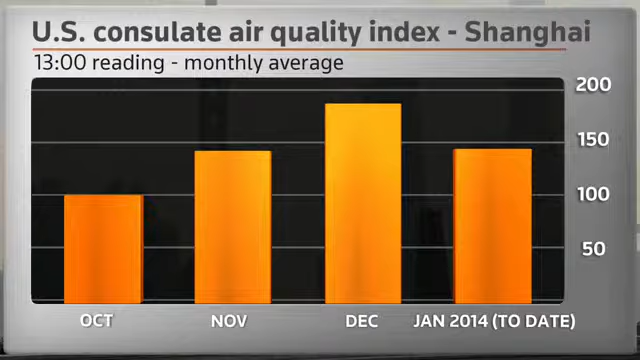 U.S. consulate air quality index - Shanghai
13:00 reading - monthly average
200
150
100
50
OCT NOV DEC JAN 2014 (TO DATE)